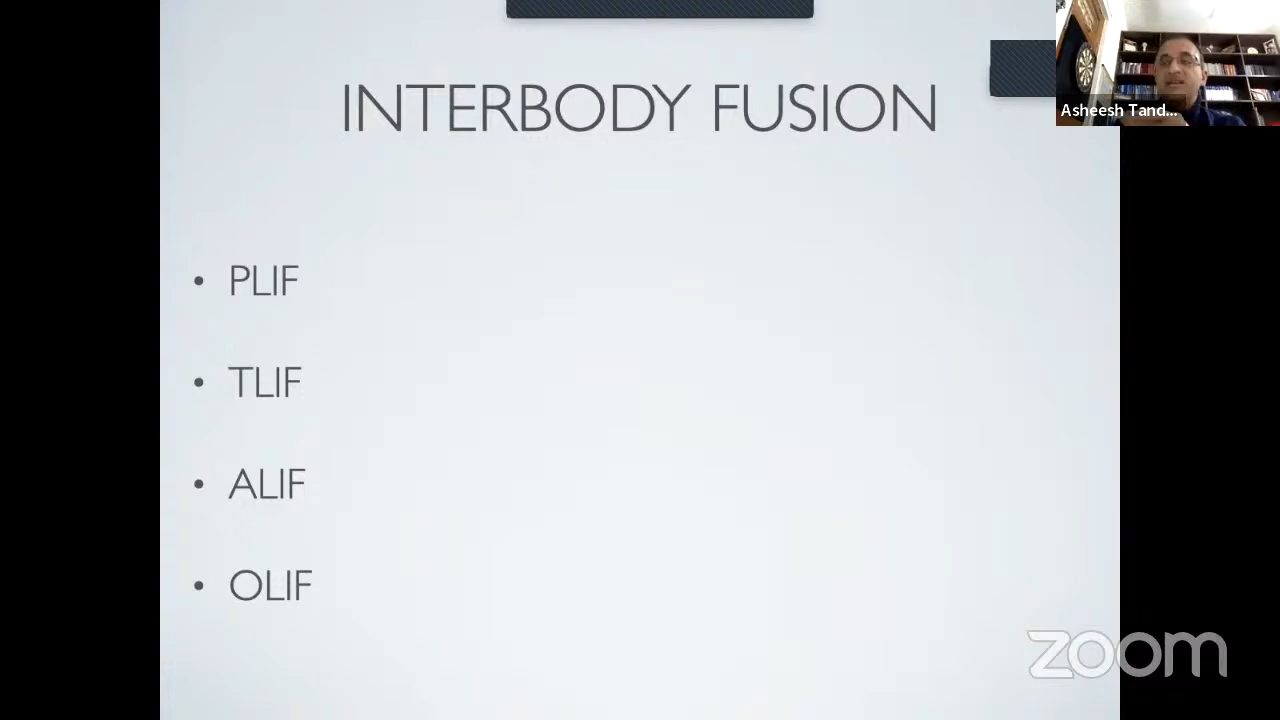 INTERBODY FUSION
Asheesh Tand...
• PLIF
• TLIF
• ALIF
• OLIF
zoom